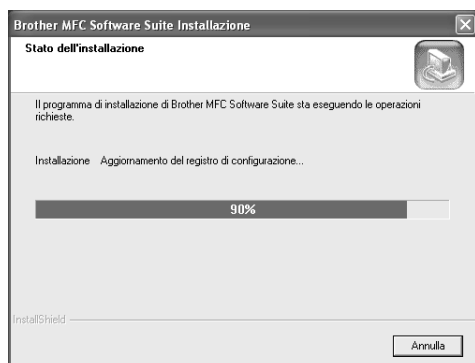 Brother MFC Software Suite Installazione
Stato dell'installazione
Il programma di installazione di Brother MFC Software Suite sta eseguendo le operazioni
richieste.
Installazione Aggiornamento del registro di configurazione...
90%
InstallShield
Annulla